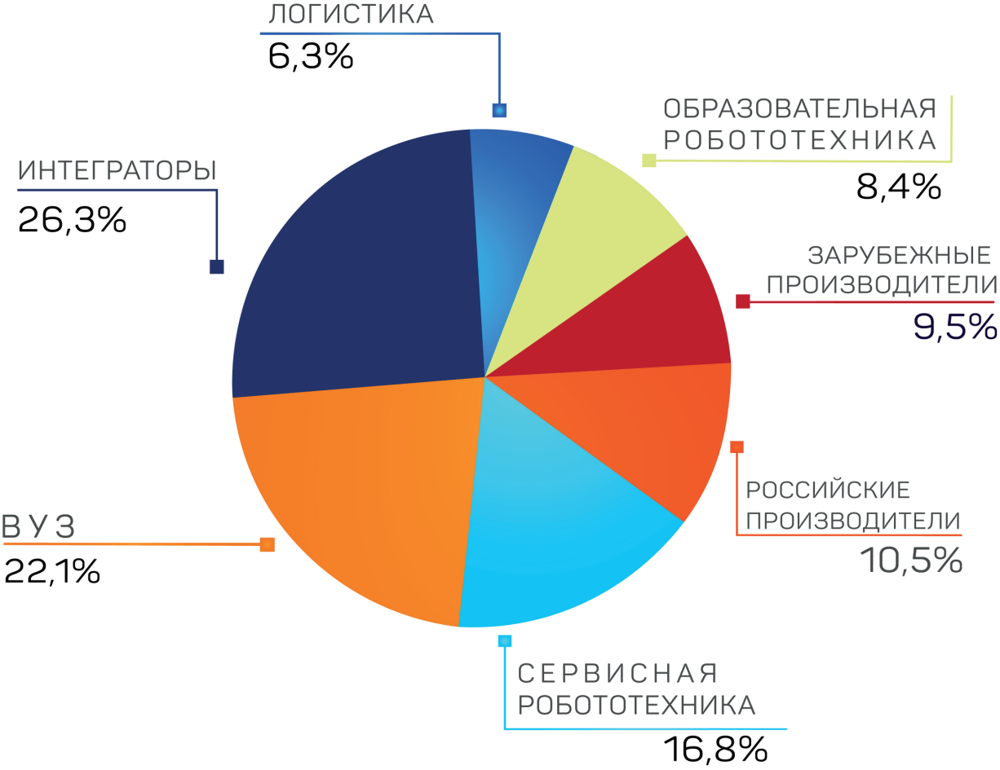 ЛОГИСТИКА
6,3%
ОБРАЗОВАТЕЛЬНАЯ
РОБОТОТЕХНИКА
8,4%
ИНТЕГРАТОРЫ
26,3%
ЗАРУБЕЖНЫЕ
ПРОИЗВОДИТЕЛИ
9,5%
РОССИЙСКИЕ
ПРОИЗВОДИТЕЛИ
10,5%
ВУЗ
22,1%
СЕРВИСНАЯ
РОБОТОТЕХНИКА
16,8%